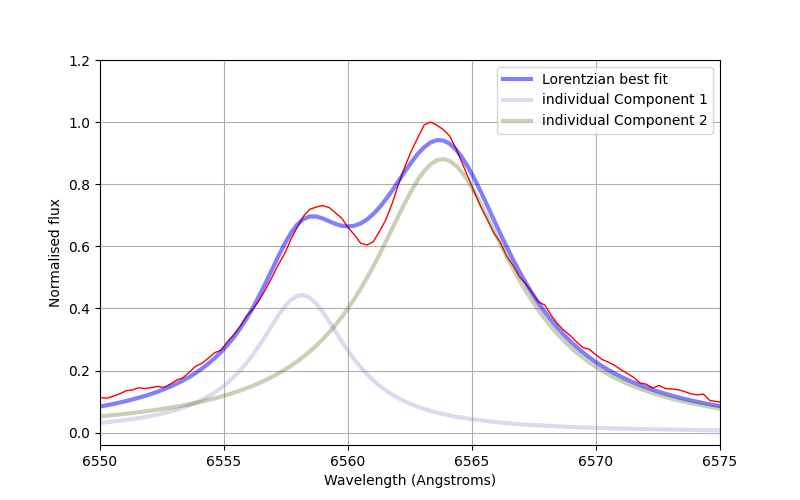 1.2
1.0
0.8
0.6
0.4
0.2
0.0
Normalised flux
Lorentzian best fit
individual Component 1
individual Component 2
6550 6555 6560 6565 6570 6575
Wavelength (Angstroms)